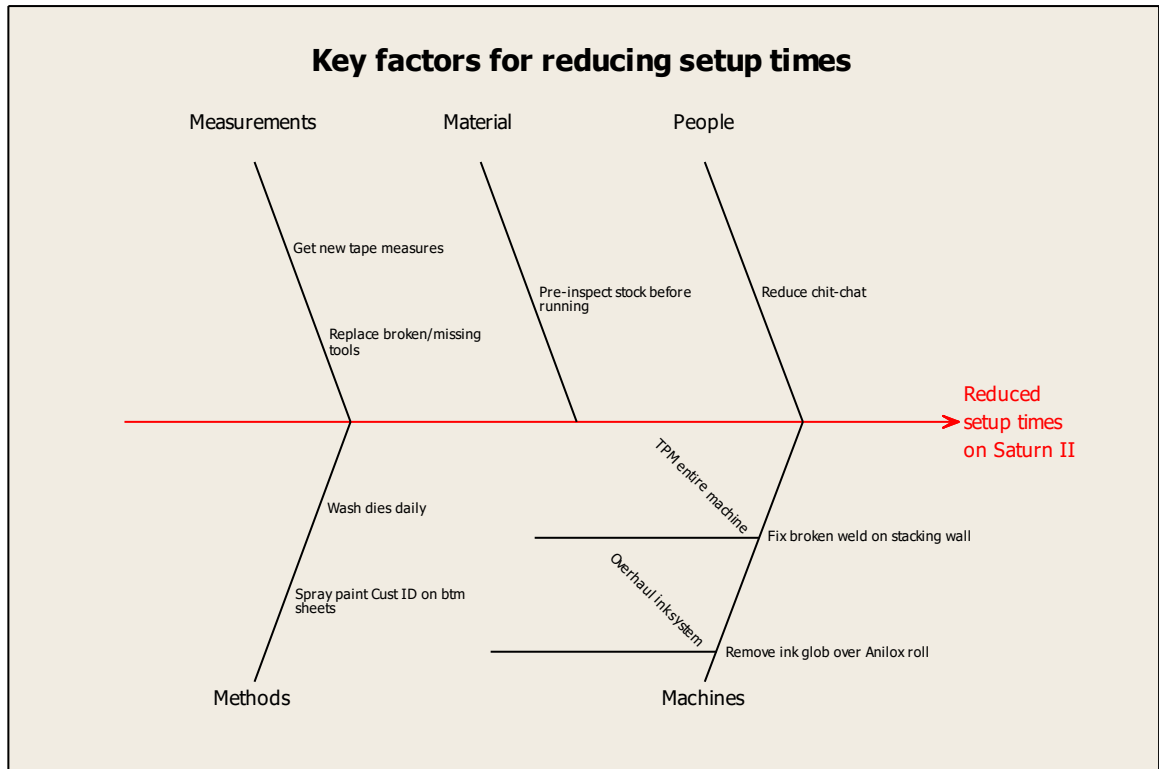 Key factors for reducing setup times
Measurements
Material
People
Get new tape measures
Replace broken/missing
tools
Pre-inspect stock before
running
Reduce chit-chat
Reduced
setup times
on Saturn II
Wash dies daily
Spray paint Cust ID on btm
sheets
TPM entire machine
Fix broken weld on stacking wall
Overhaul ink system
Remove ink glob over Anilox roll
Methods
Machines